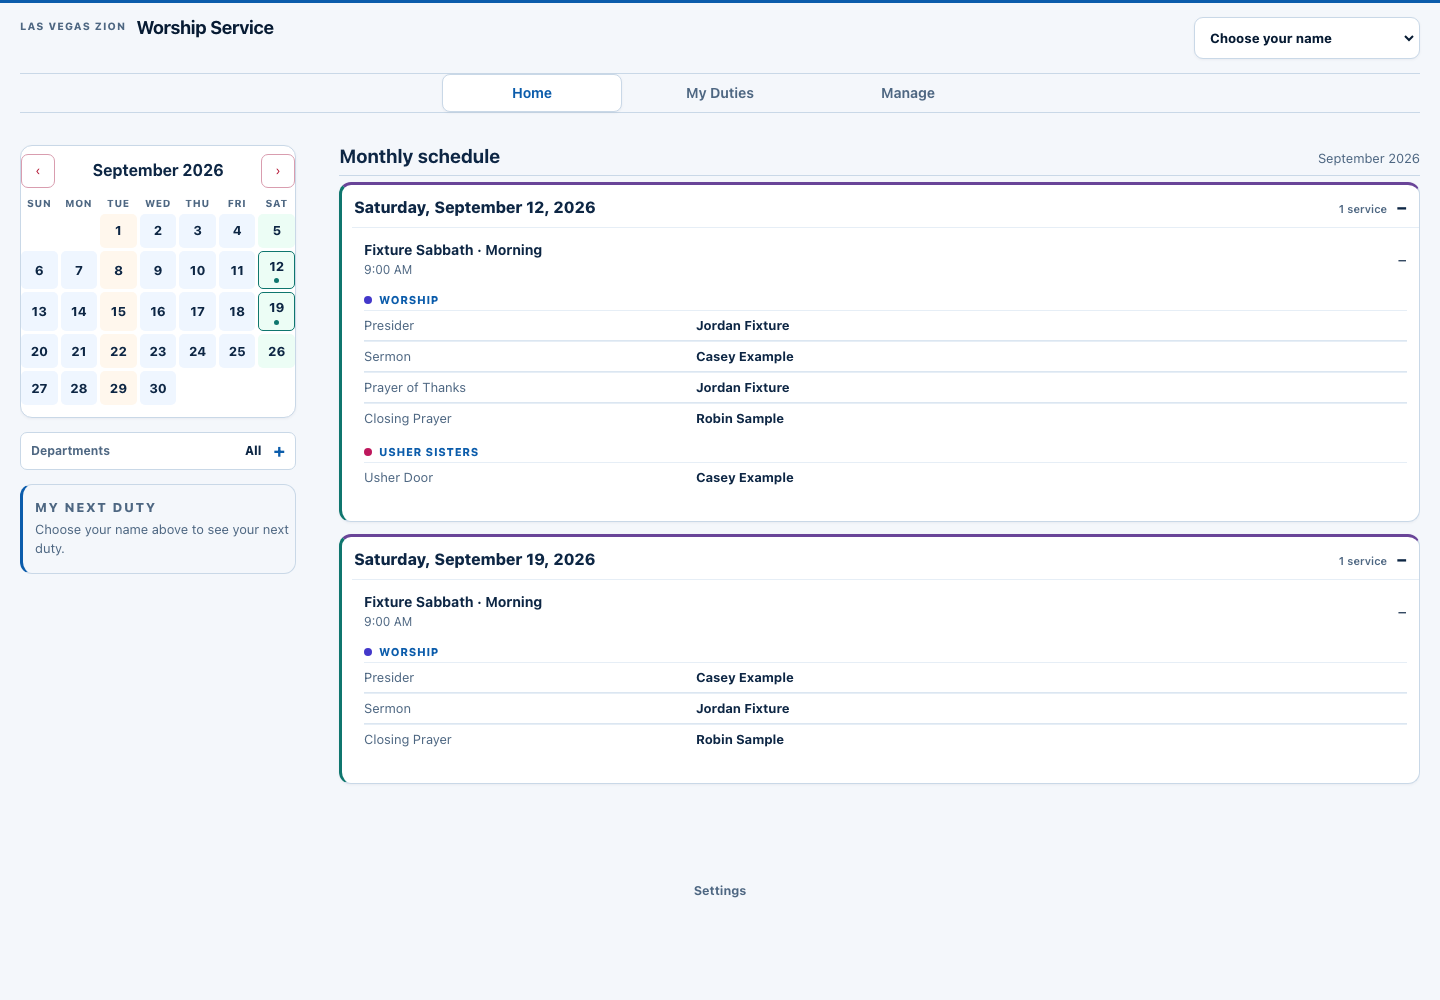 LAS VEGAS ZION Worship Service
Choose your name
Home My Duties Manage
‹ September 2026 ›
SUN MON TUE WED THU FRI SAT
1 2 3 4 5
6 7 8 9 10 11 12
13 14 15 16 17 18 19
20 21 22 23 24 25 26
27 28 29 30
Departments All +
MY NEXT DUTY
Choose your name above to see your next
duty.
Monthly schedule September 2026
Saturday, September 12, 2026 1 service −
Fixture Sabbath · Morning
9:00 AM −
WORSHIP
Presider Jordan Fixture
Sermon Casey Example
Prayer of Thanks Jordan Fixture
Closing Prayer Robin Sample
USHER SISTERS
Usher Door Casey Example
Saturday, September 19, 2026 1 service −
Fixture Sabbath · Morning
9:00 AM −
WORSHIP
Presider Casey Example
Sermon Jordan Fixture
Closing Prayer Robin Sample
Settings